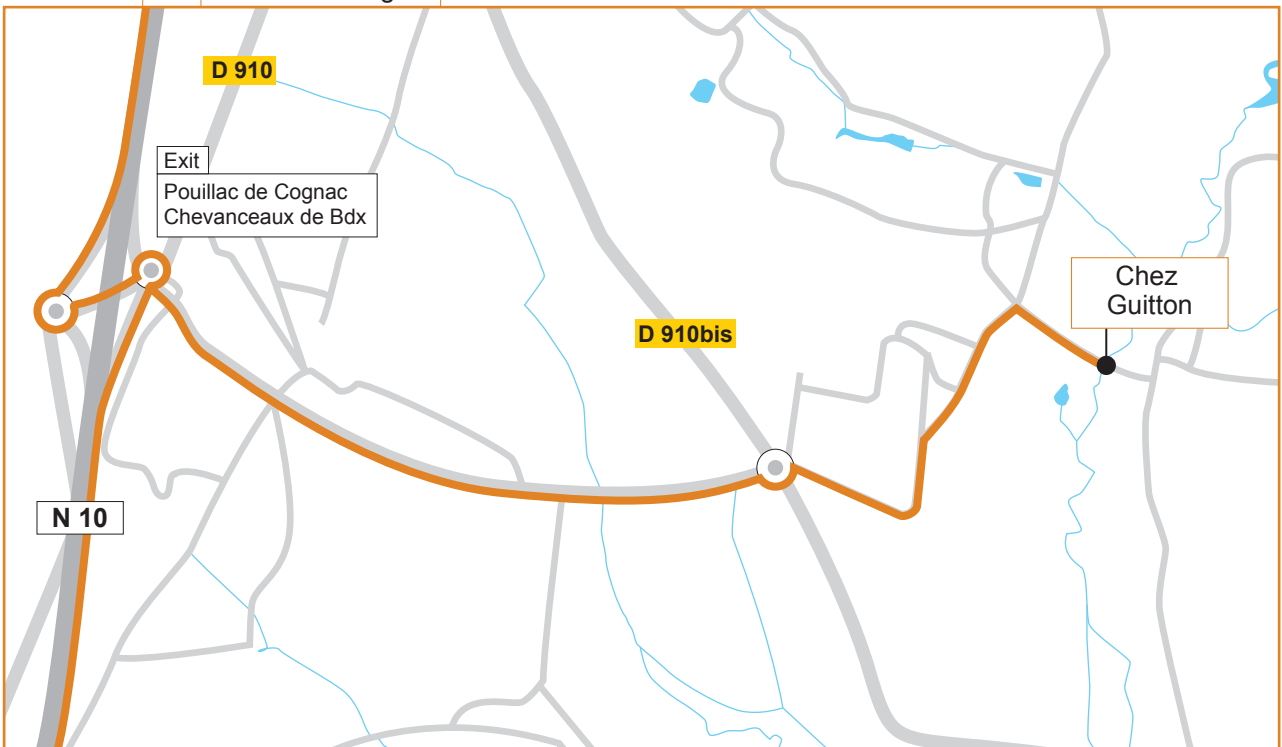 D 910
Exit
Pouillac de Cognac
Chevanceaux de Bdx
Chez
Guitton
D 910bis
N 10